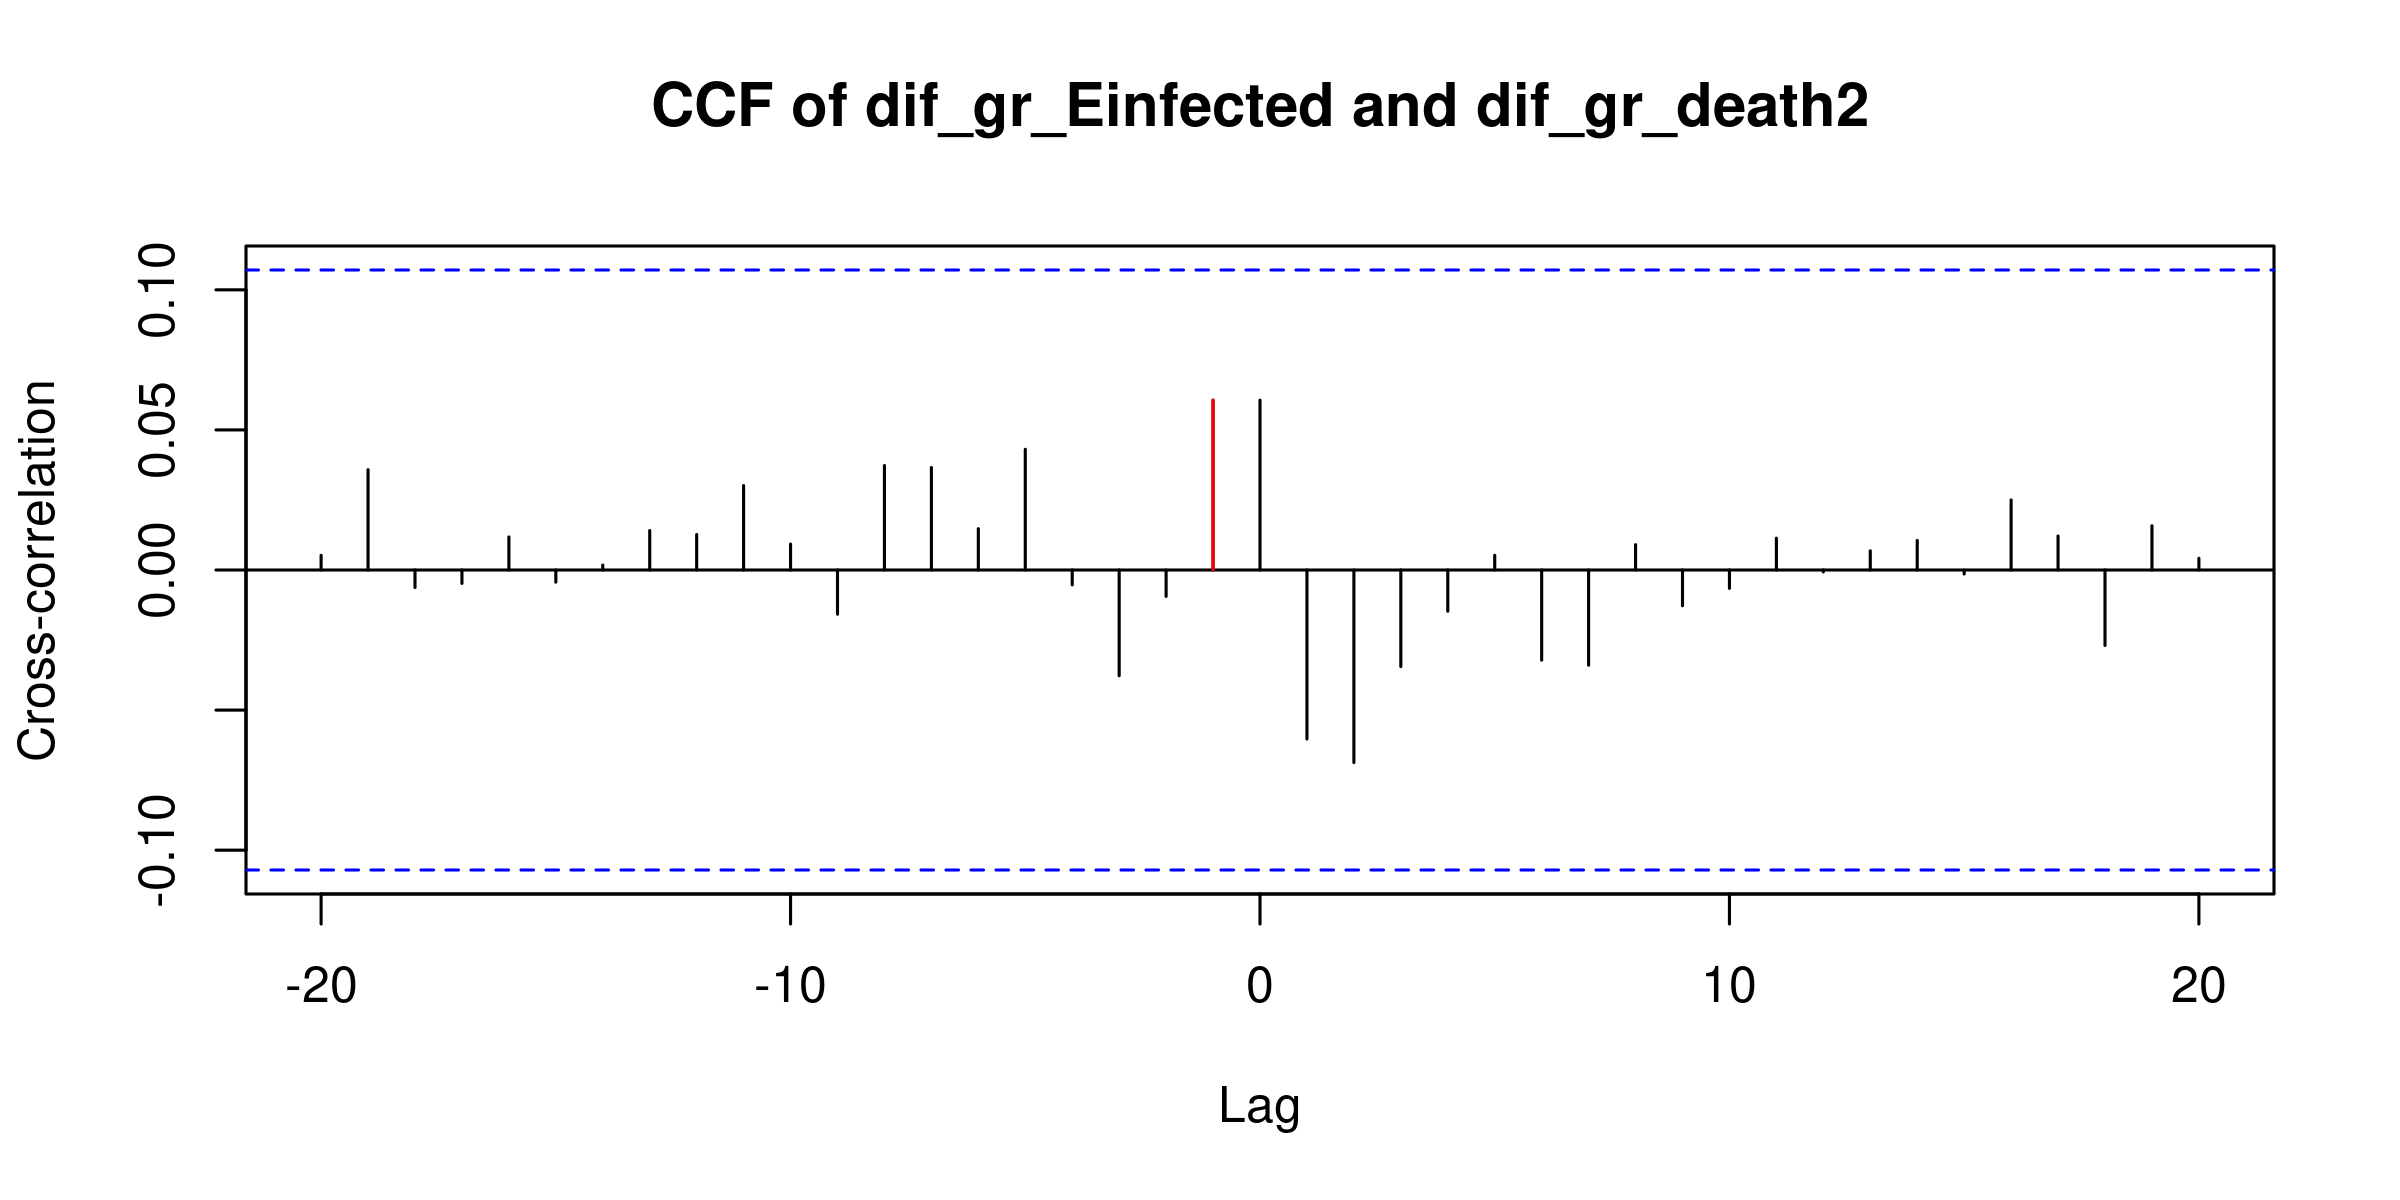 CCF of dif_gr_Einfected and dif_gr_death2
Cross-correlation
0.10
0.05
0.00
-0.10
-20 -10 0 10 20
Lag